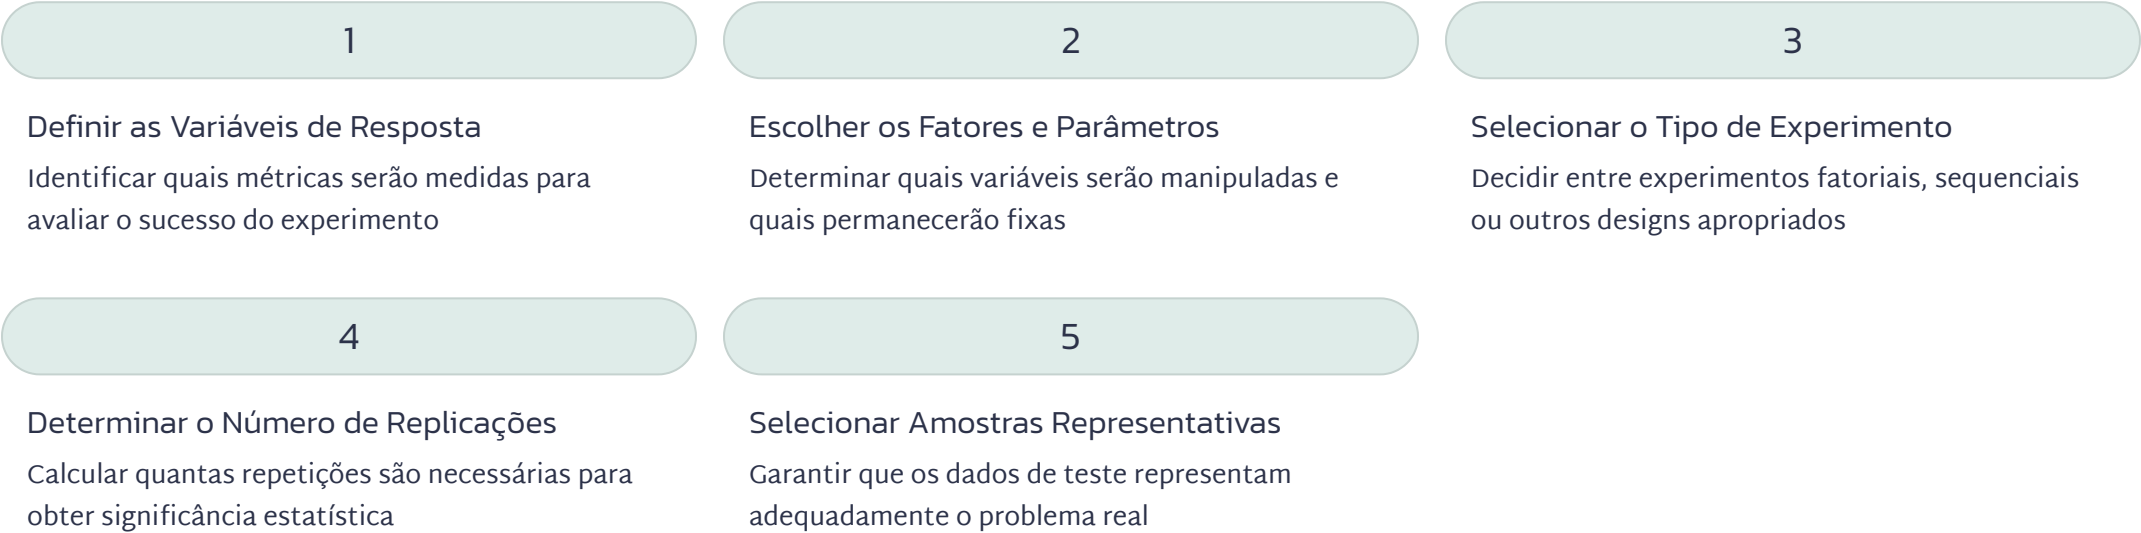 1
Definir as Variáveis de Resposta
Identificar quais métricas serão medidas para
avaliar o sucesso do experimento
2
Escolher os Fatores e Parâmetros
Determinar quais variáveis serão manipuladas e
quais permanecerão fixas
3
Selecionar o Tipo de Experimento
Decidir entre experimentos fatoriais, sequenciais
ou outros designs apropriados
4
Determinar o Número de Replicações
Calcular quantas repetições são necessárias para
obter significância estatística
5
Selecionar Amostras Representativas
Garantir que os dados de teste representam
adequadamente o problema real